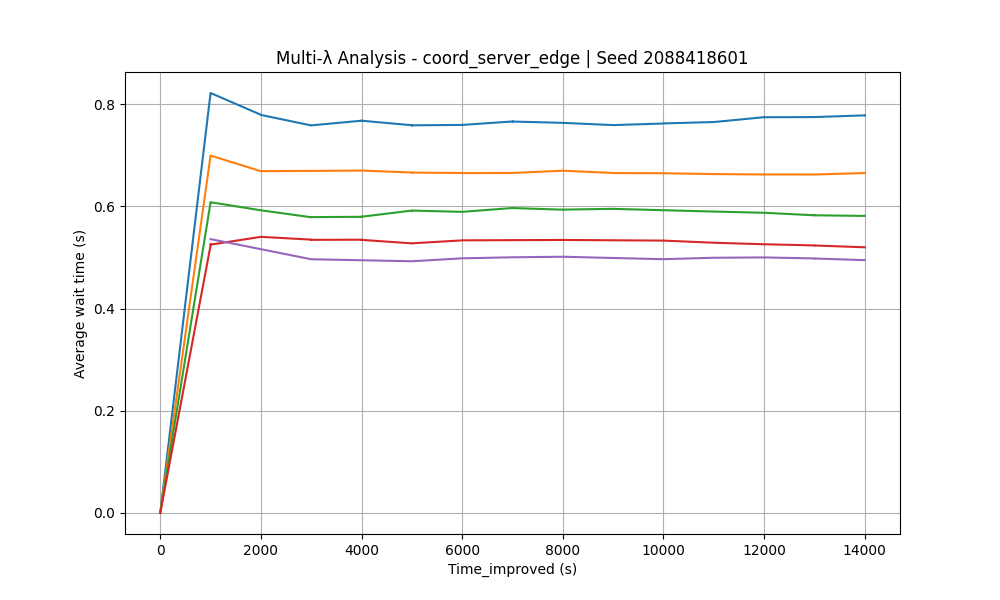 Multi-λ Analysis - coord_server_edge | Seed 2088418601
Average wait time (s)
0.8
0.6
0.4
0.2
0.0
0 2000 4000 6000 8000 10000 12000 14000
Time_improved (s)